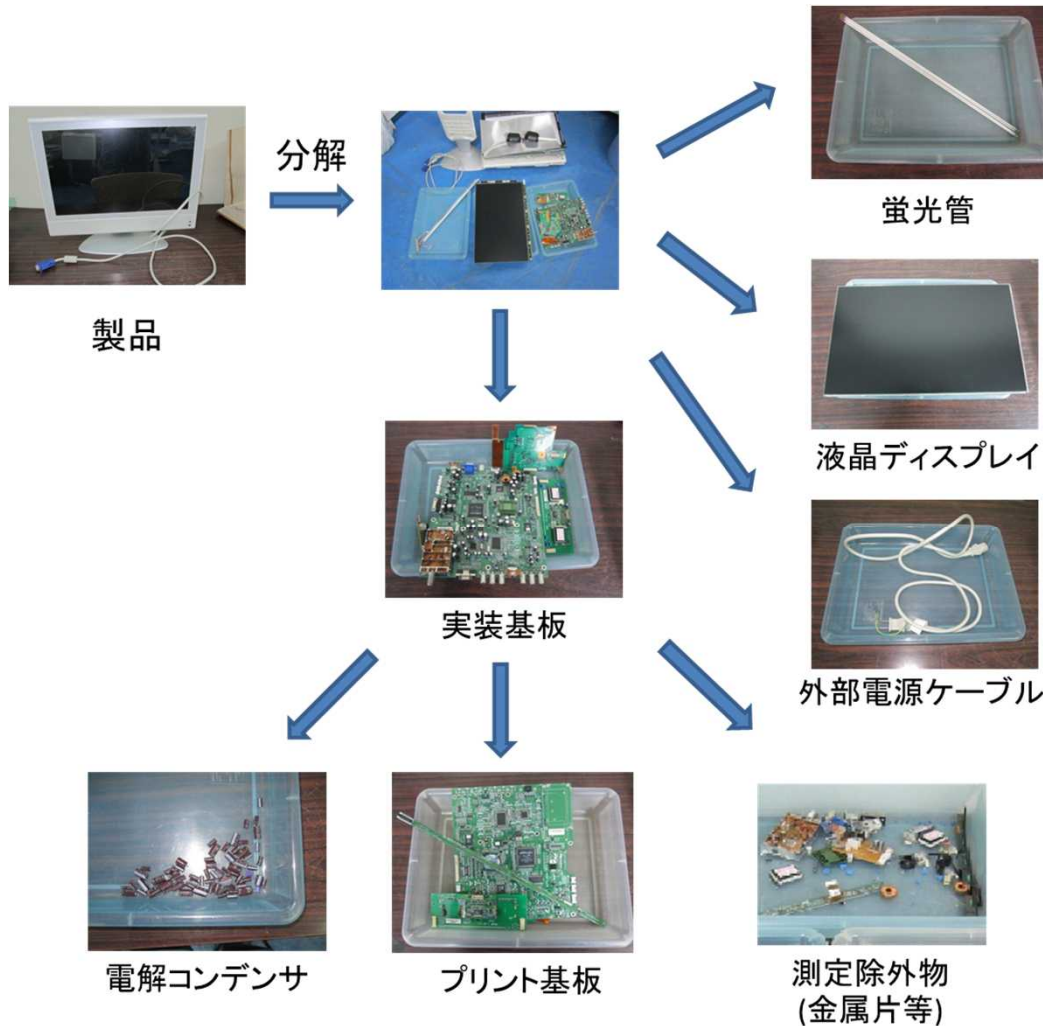 分解
製品
蛍光管
液晶ディスプレイ
実装基板
外部電源ケーブル
電解コンデンサ
プリント基板
測定除外物
(金属片等)